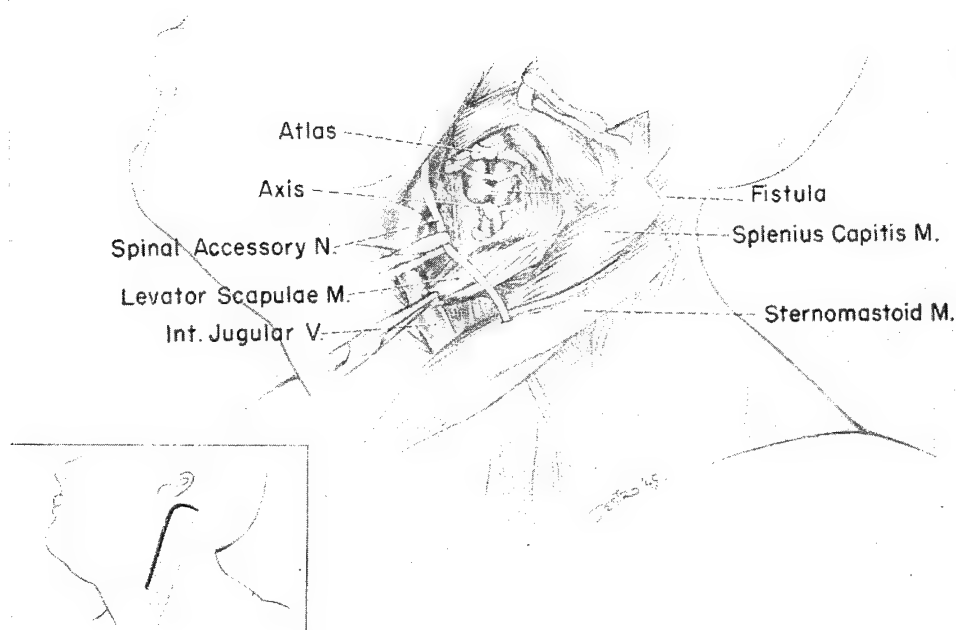 Atlas
Axis
Spinal Accessory N.
Levator Scapulae M.
Int. Jugular V.
Fistula
Splenius Capitis M.
Sternomastoid M.